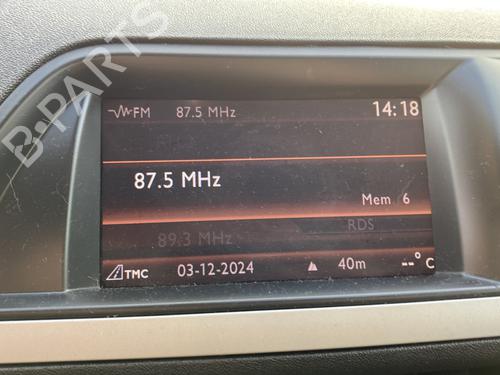 FM 87.5 MHz 14:18
87.5 MHz
Mem 6
RDS
89.3 MHz
TMC 03-12-2024 40m --° C
B-PARTS